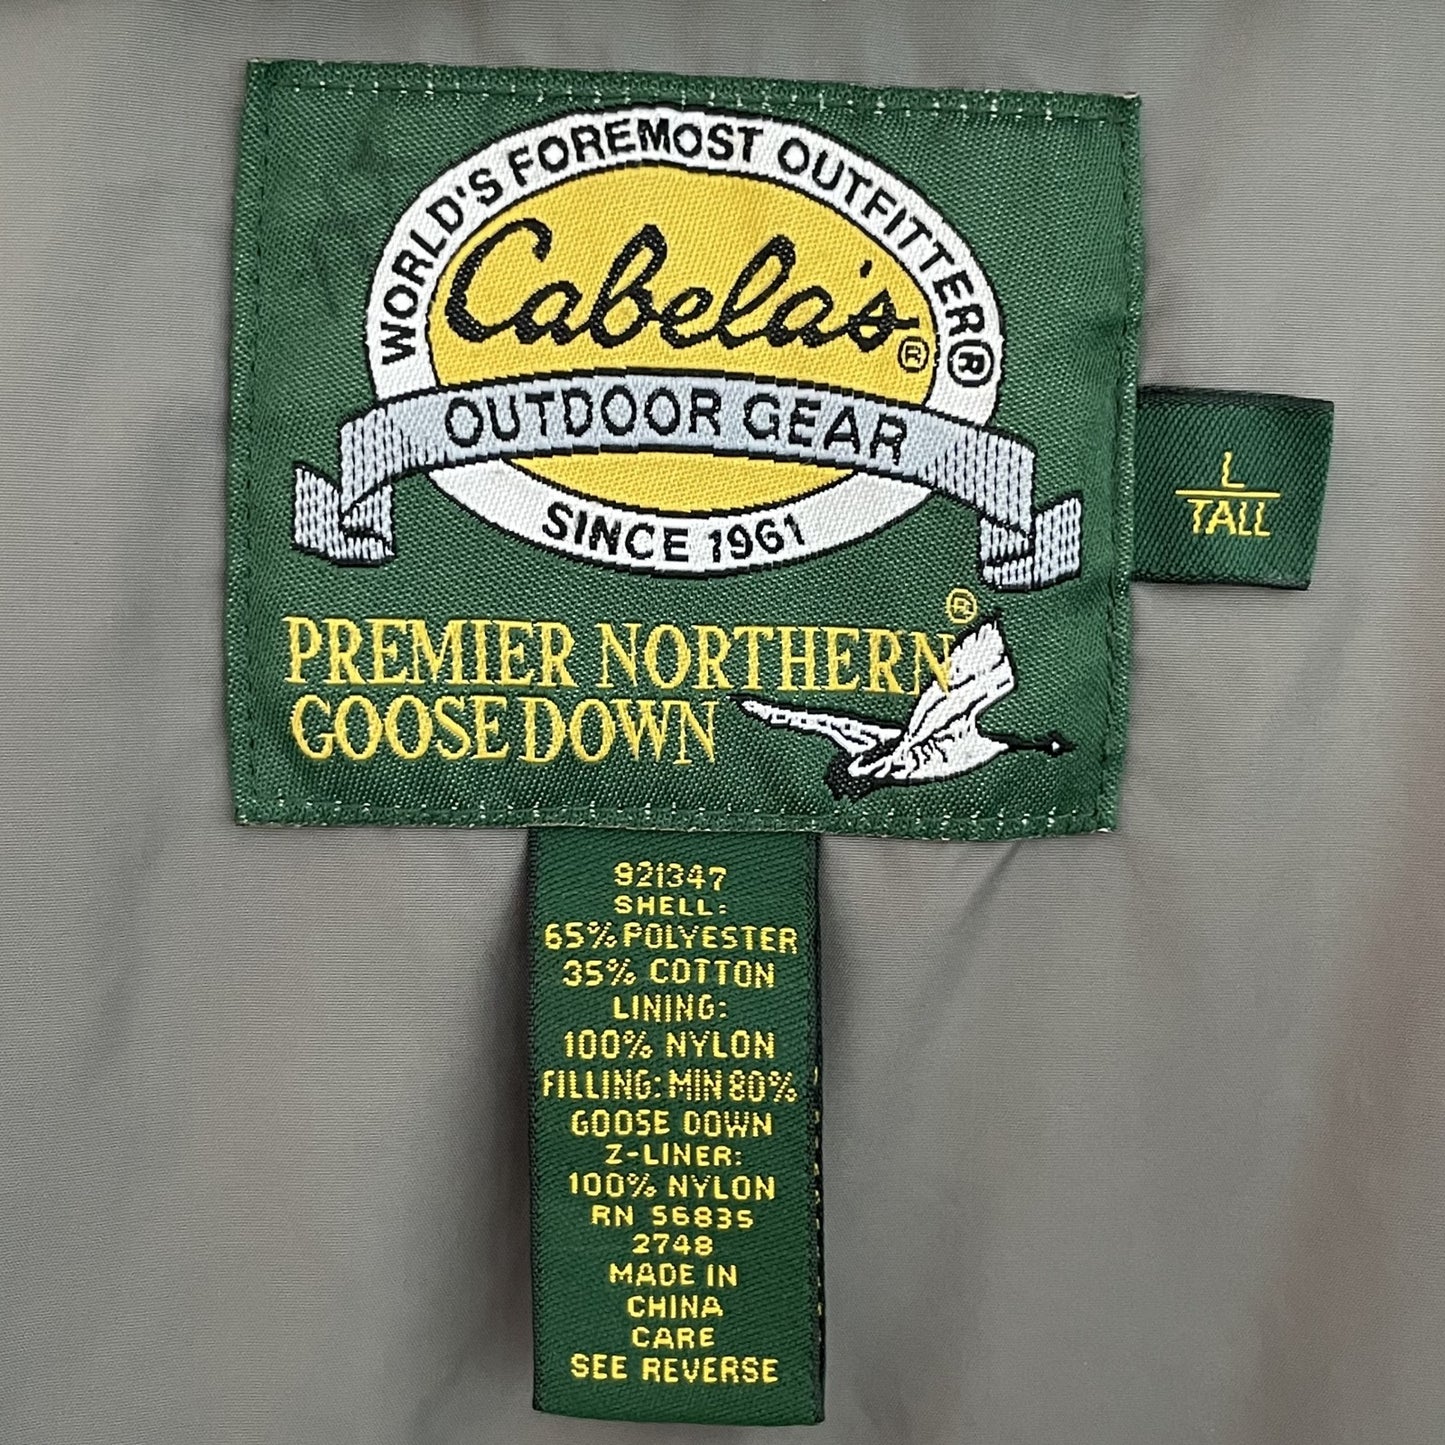 WORLD'S FOREMOST OUTFITTER®
Cabela's®
OUTDOOR GEAR
SINCE 1961
L
TALL
PREMIER NORTHERN®
GOOSE DOWN
921347
SHELL:
65% POLYESTER
35% COTTON
LINING:
100% NYLON
FILLING: MIN 80%
GOOSE DOWN
Z-LINER:
100% NYLON
RN 56835
2748
MADE IN
CHINA
CARE
SEE REVERSE